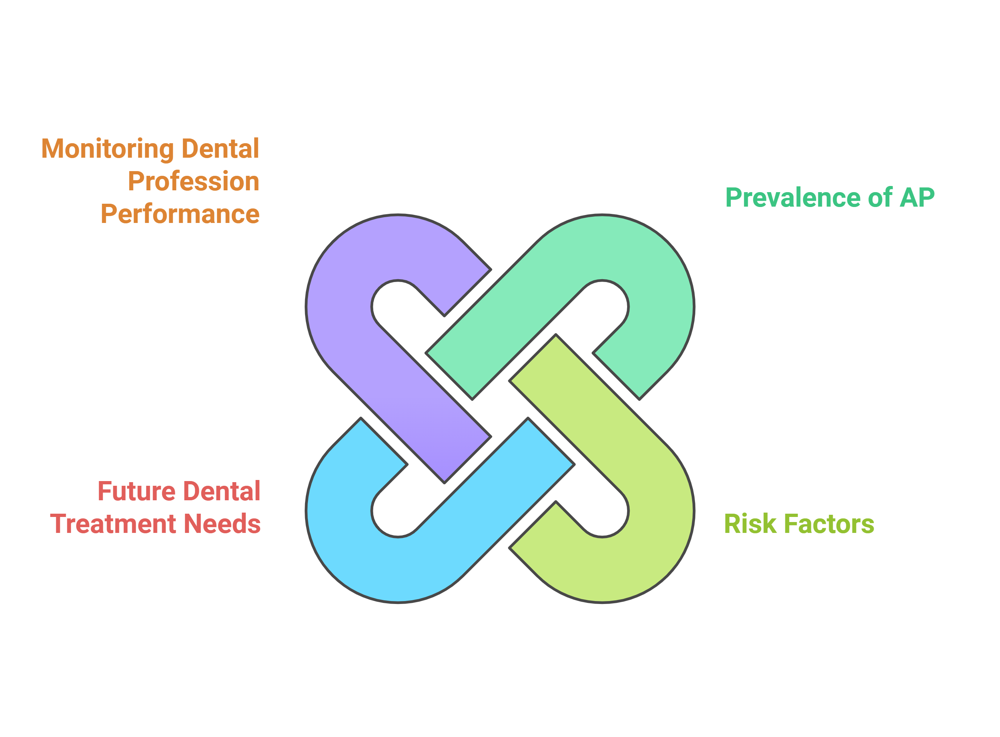 Monitoring Dental
Profession
Performance
Prevalence of AP
Future Dental
Treatment Needs
Risk Factors